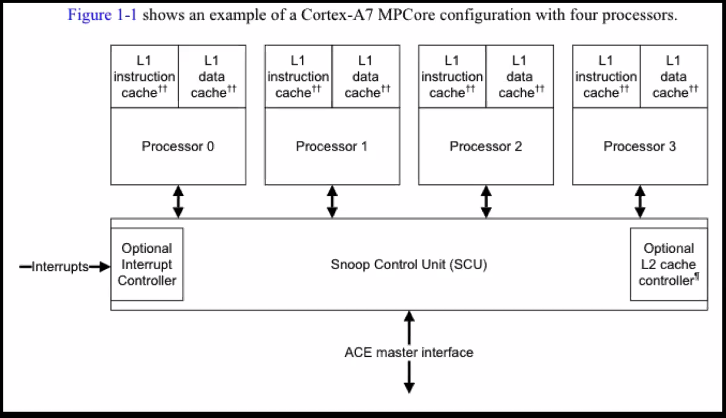 Figure 1-1 shows an example of a Cortex-A7 MPCore configuration with four processors.
L1
instruction
cache††
L1
data
cache††
Processor 0
L1
instruction
cache††
L1
data
cache††
Processor 1
L1
instruction
cache††
L1
data
cache††
Processor 2
L1
instruction
cache††
L1
data
cache††
Processor 3
Interrupts
Optional
Interrupt
Controller
Snoop Control Unit (SCU)
Optional
L2 cache
controller¶
ACE master interface